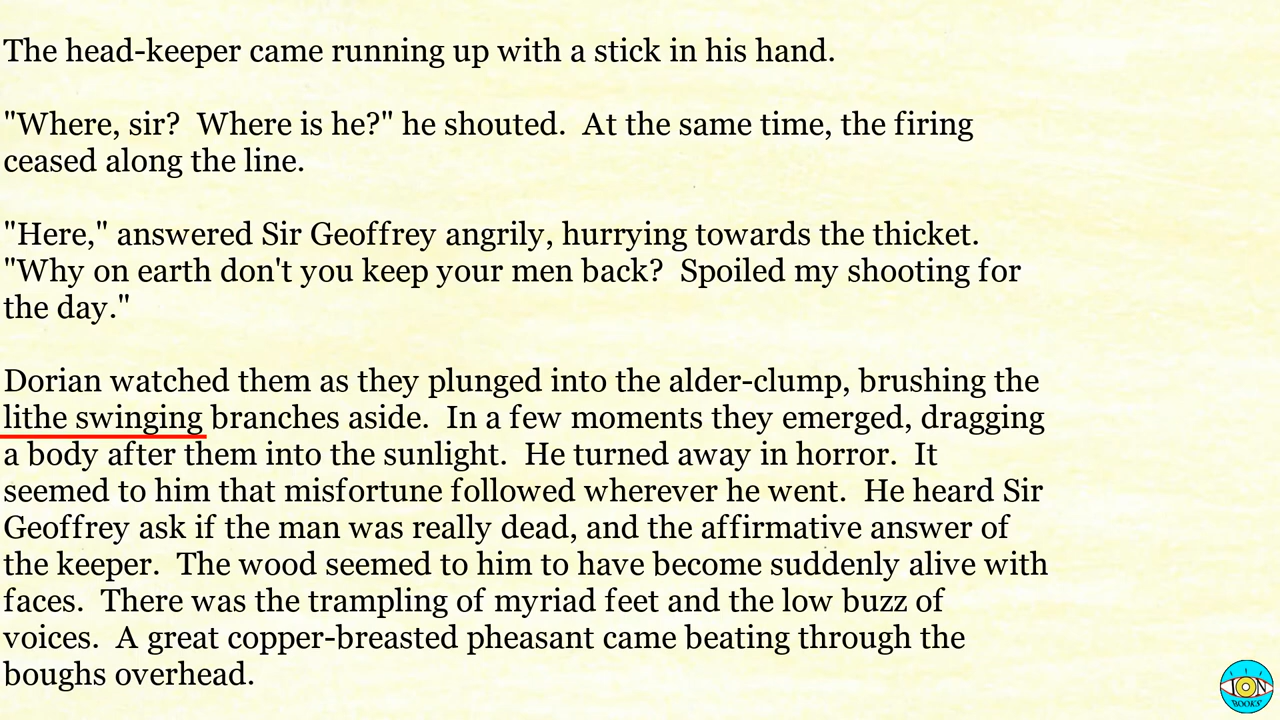 The head-keeper came running up with a stick in his hand.
"Where, sir?  Where is he?" he shouted.  At the same time, the firing
ceased along the line.
"Here," answered Sir Geoffrey angrily, hurrying towards the thicket.
"Why on earth don't you keep your men back?  Spoiled my shooting for
the day."
Dorian watched them as they plunged into the alder-clump, brushing the
lithe swinging branches aside.  In a few moments they emerged, dragging
a body after them into the sunlight.  He turned away in horror.  It
seemed to him that misfortune followed wherever he went.  He heard Sir
Geoffrey ask if the man was really dead, and the affirmative answer of
the keeper.  The wood seemed to him to have become suddenly alive with
faces.  There was the trampling of myriad feet and the low buzz of
voices.  A great copper-breasted pheasant came beating through the
boughs overhead.
ION
BOOKS